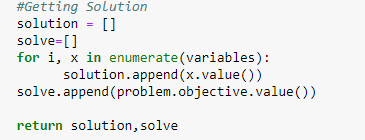 #Getting Solution
solution = []
solve=[]
for i, x in enumerate(variables):
      solution.append(x.value())
solve.append(problem.objective.value())

return solution,solve